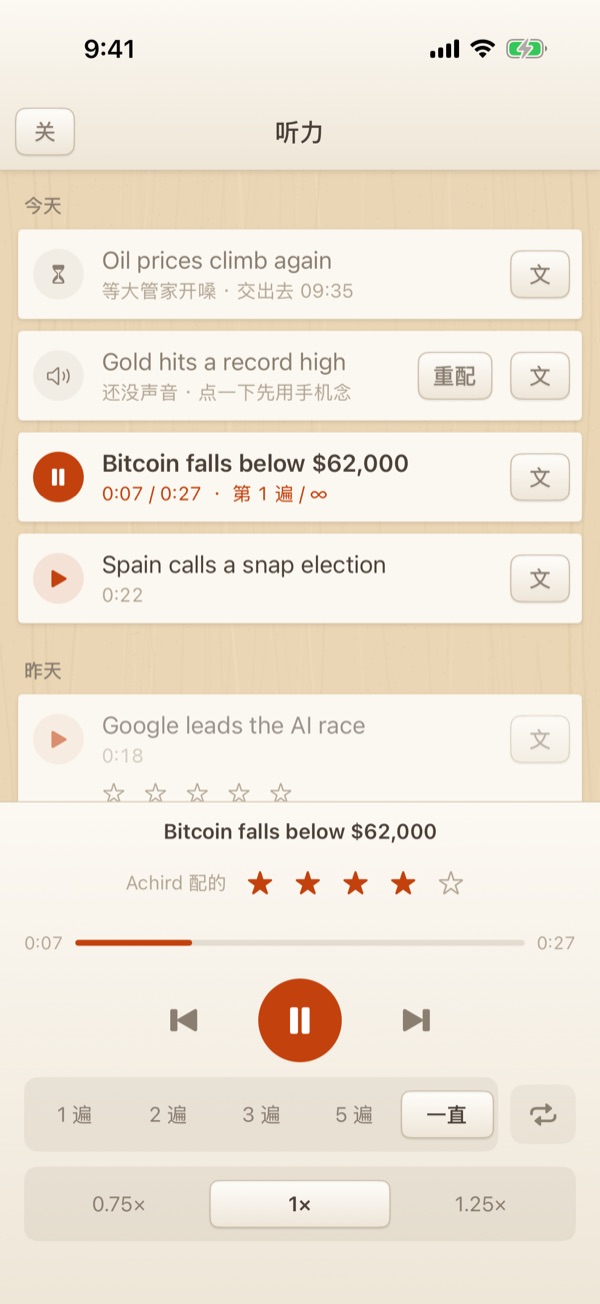 9:41
关
听力
今天
Oil prices climb again
等大管家开嗓 · 交出去 09:35
文
Gold hits a record high
还没声音 · 点一下先用手机念
重配
文
Bitcoin falls below $62,000
0:07 / 0:27 · 第 1 遍 / ∞
文
Spain calls a snap election
0:22
文
昨天
Google leads the AI race
0:18
文
Bitcoin falls below $62,000
Achird 配的
0:07
0:27
1 遍 2 遍 3 遍 5 遍 一直
0.75× 1× 1.25×